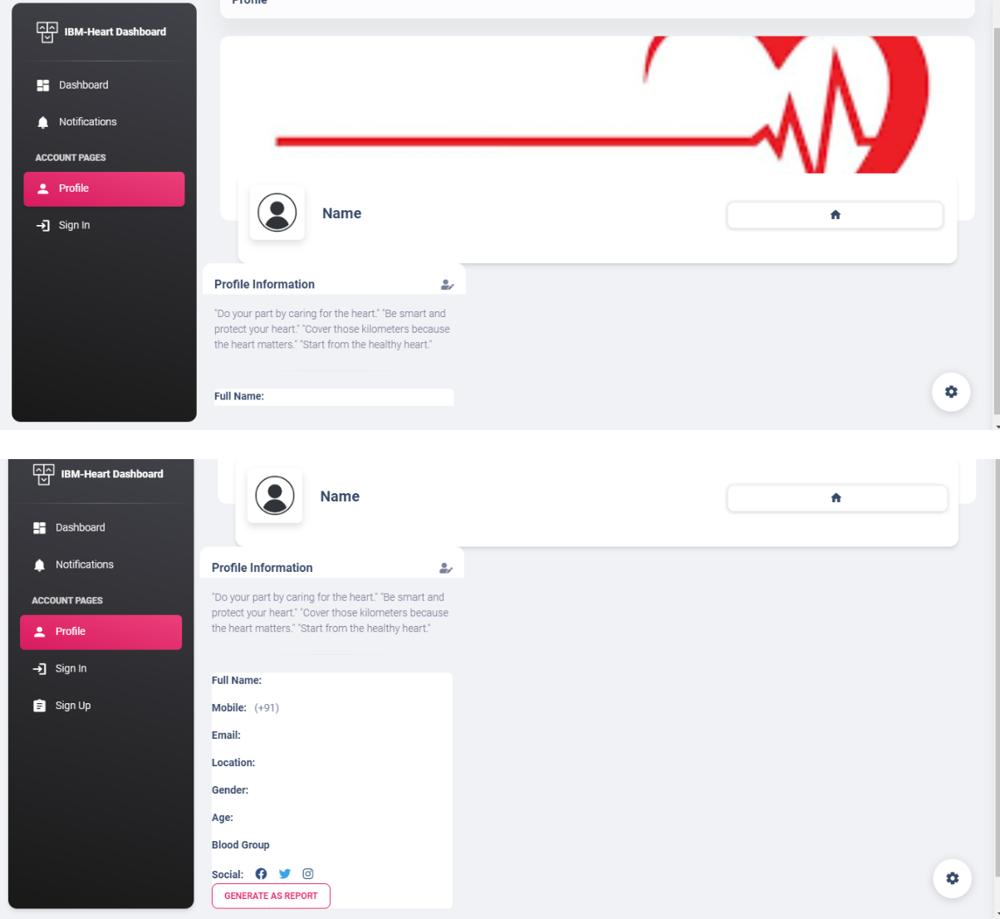 Profile
IBM-Heart Dashboard
Dashboard
Notifications
ACCOUNT PAGES
Profile
Sign In
Name
Profile Information
"Do your part by caring for the heart." "Be smart and
protect your heart." "Cover those kilometers because
the heart matters." "Start from the healthy heart."
Full Name:
IBM-Heart Dashboard
Dashboard
Notifications
ACCOUNT PAGES
Profile
Sign In
Sign Up
Name
Profile Information
"Do your part by caring for the heart." "Be smart and
protect your heart." "Cover those kilometers because
the heart matters." "Start from the healthy heart."
Full Name:
Mobile: (+91)
Email:
Location:
Gender:
Age:
Blood Group
Social:
GENERATE AS REPORT